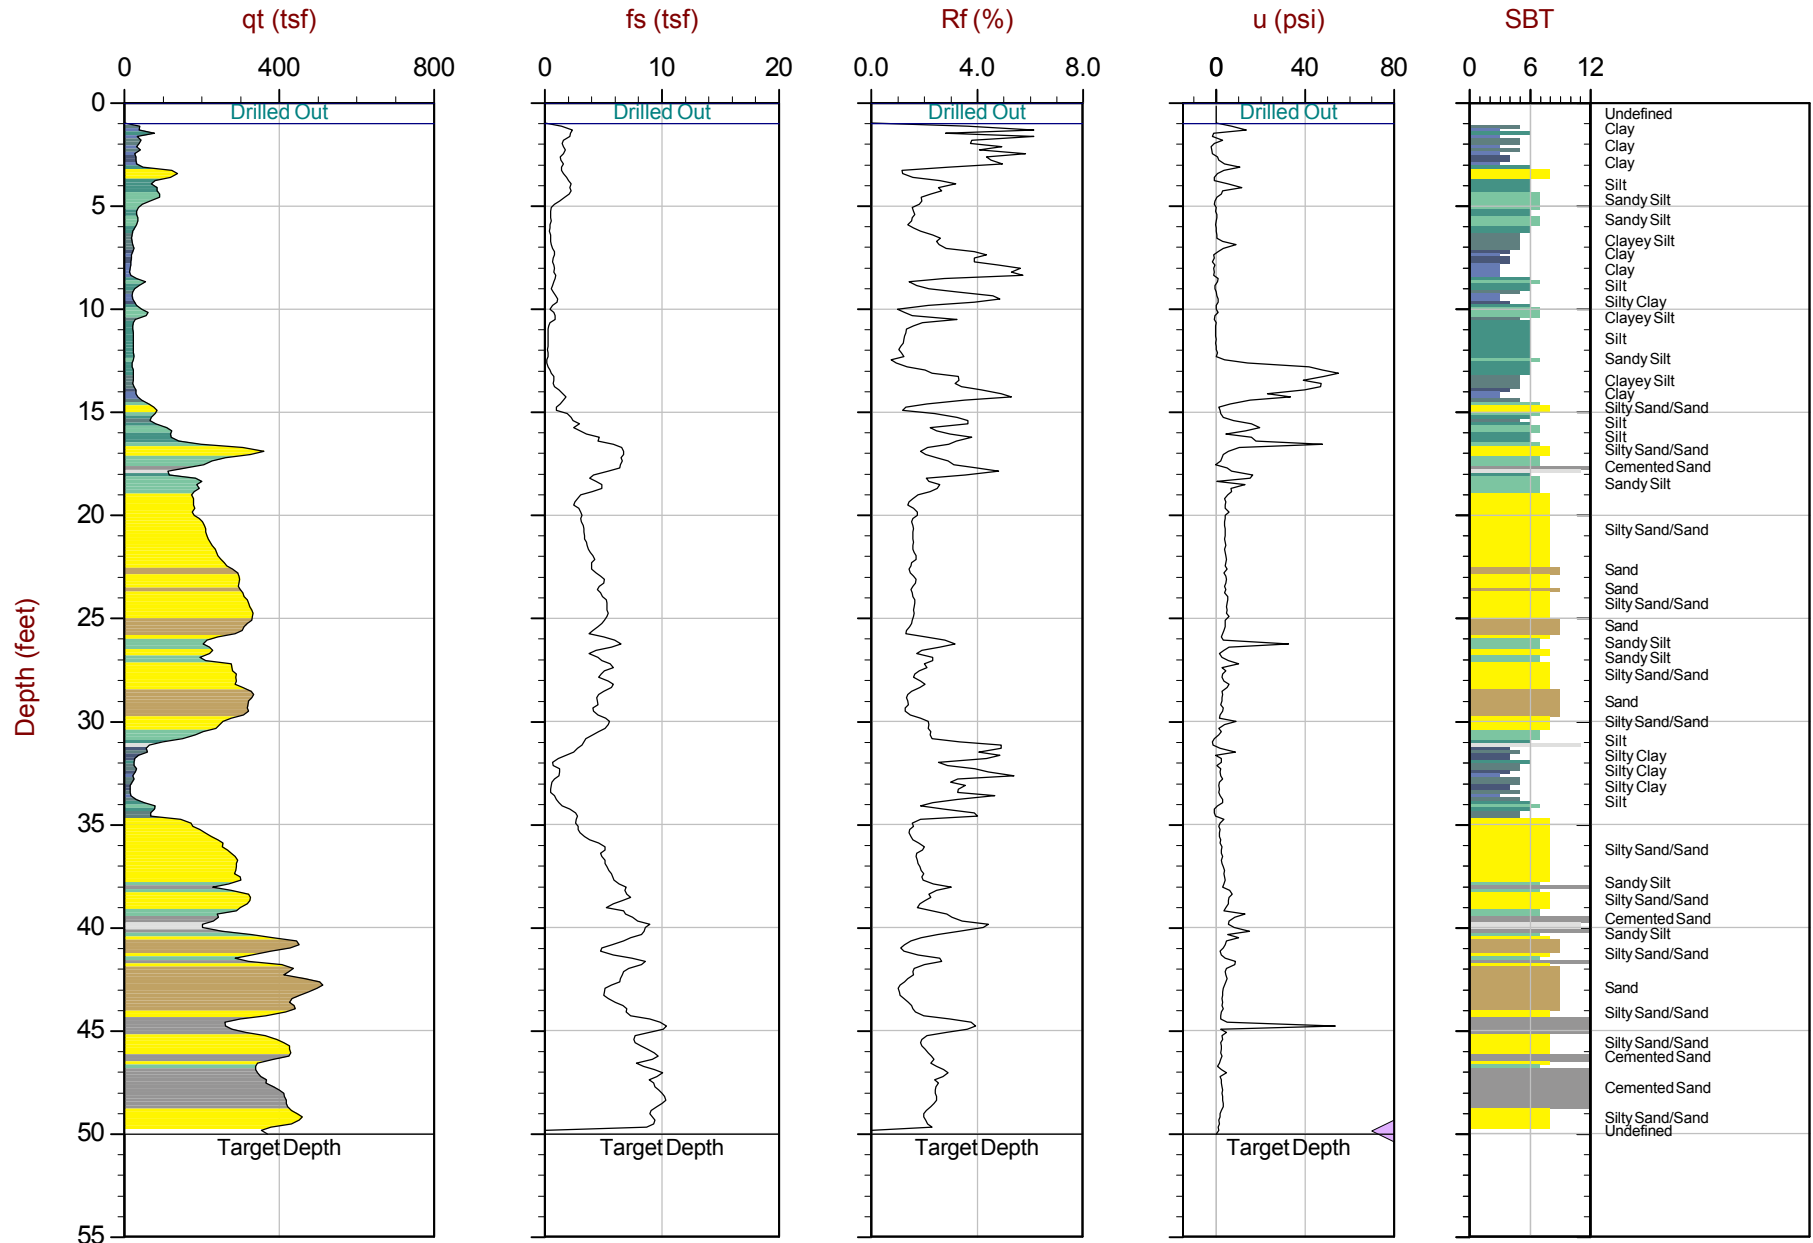 qt (tsf) fs (tsf) Rf (%) u (psi) SBT
0 400 800 0 10 20 0.0 4.0 8.0 0 40 80 0 6 12
0 Drilled Out Drilled Out Drilled Out Drilled Out
Undefined
Clay
Clay
Clay
Silt
Sandy Silt
5
Sandy Silt
Clayey Silt
Clay
Clay
Silt
Silty Clay
10
Clayey Silt
Silt
Sandy Silt
Clayey Silt
Clay
Silty Sand/Sand
15
Silt
Silt
Silty Sand/Sand
Cemented Sand
Sandy Silt
20
Silty Sand/Sand
Sand
Sand
Silty Sand/Sand
25
Sand
Sandy Silt
Sandy Silt
Silty Sand/Sand
Depth (feet)
Sand
30 Silty Sand/Sand
Silt
Silty Clay
Silty Clay
Silty Clay
Silt
35
Silty Sand/Sand
Sandy Silt
Silty Sand/Sand
Cemented Sand
40
Sandy Silt
Silty Sand/Sand
Sand
Silty Sand/Sand
45
Silty Sand/Sand
Cemented Sand
Cemented Sand
Silty Sand/Sand
50 Undefined
Target Depth Target Depth Target Depth Target Depth
55